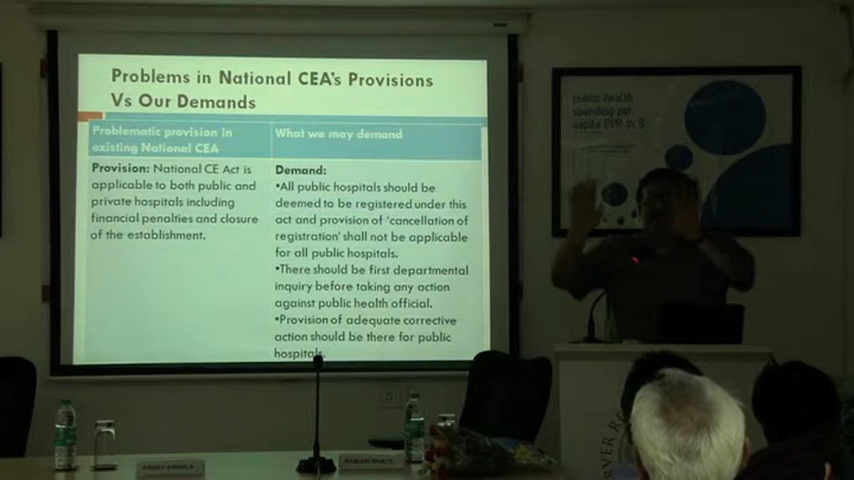 Problems in National CEA's Provisions
Vs Our Demands
Problematic provision in
existing National CEA
What we may demand
Provision: National CE Act is
applicable to both public and
private hospitals including
financial penalties and closure
of the establishment.
Demand:
•All public hospitals should be
deemed to be registered under this
act and provision of 'cancellation of
registration' shall not be applicable
for all public hospitals.
•There should be first departmental
inquiry before taking any action
against public health official.
•Provision of adequate corrective
action should be there for public
hospitals.
public health
spending per
capita PPP in $